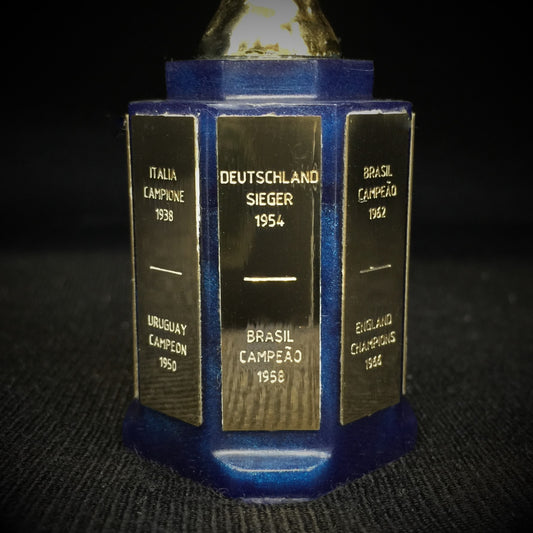 ITALIA
CAMPIONE
1938
URUGUAY
CAMPEON
1950
DEUTSCHLAND
SIEGER
1954
BRASIL
CAMPEÃO
1958
BRASIL
CAMPEÃO
1962
ENGLAND
CHAMPIONS
1966